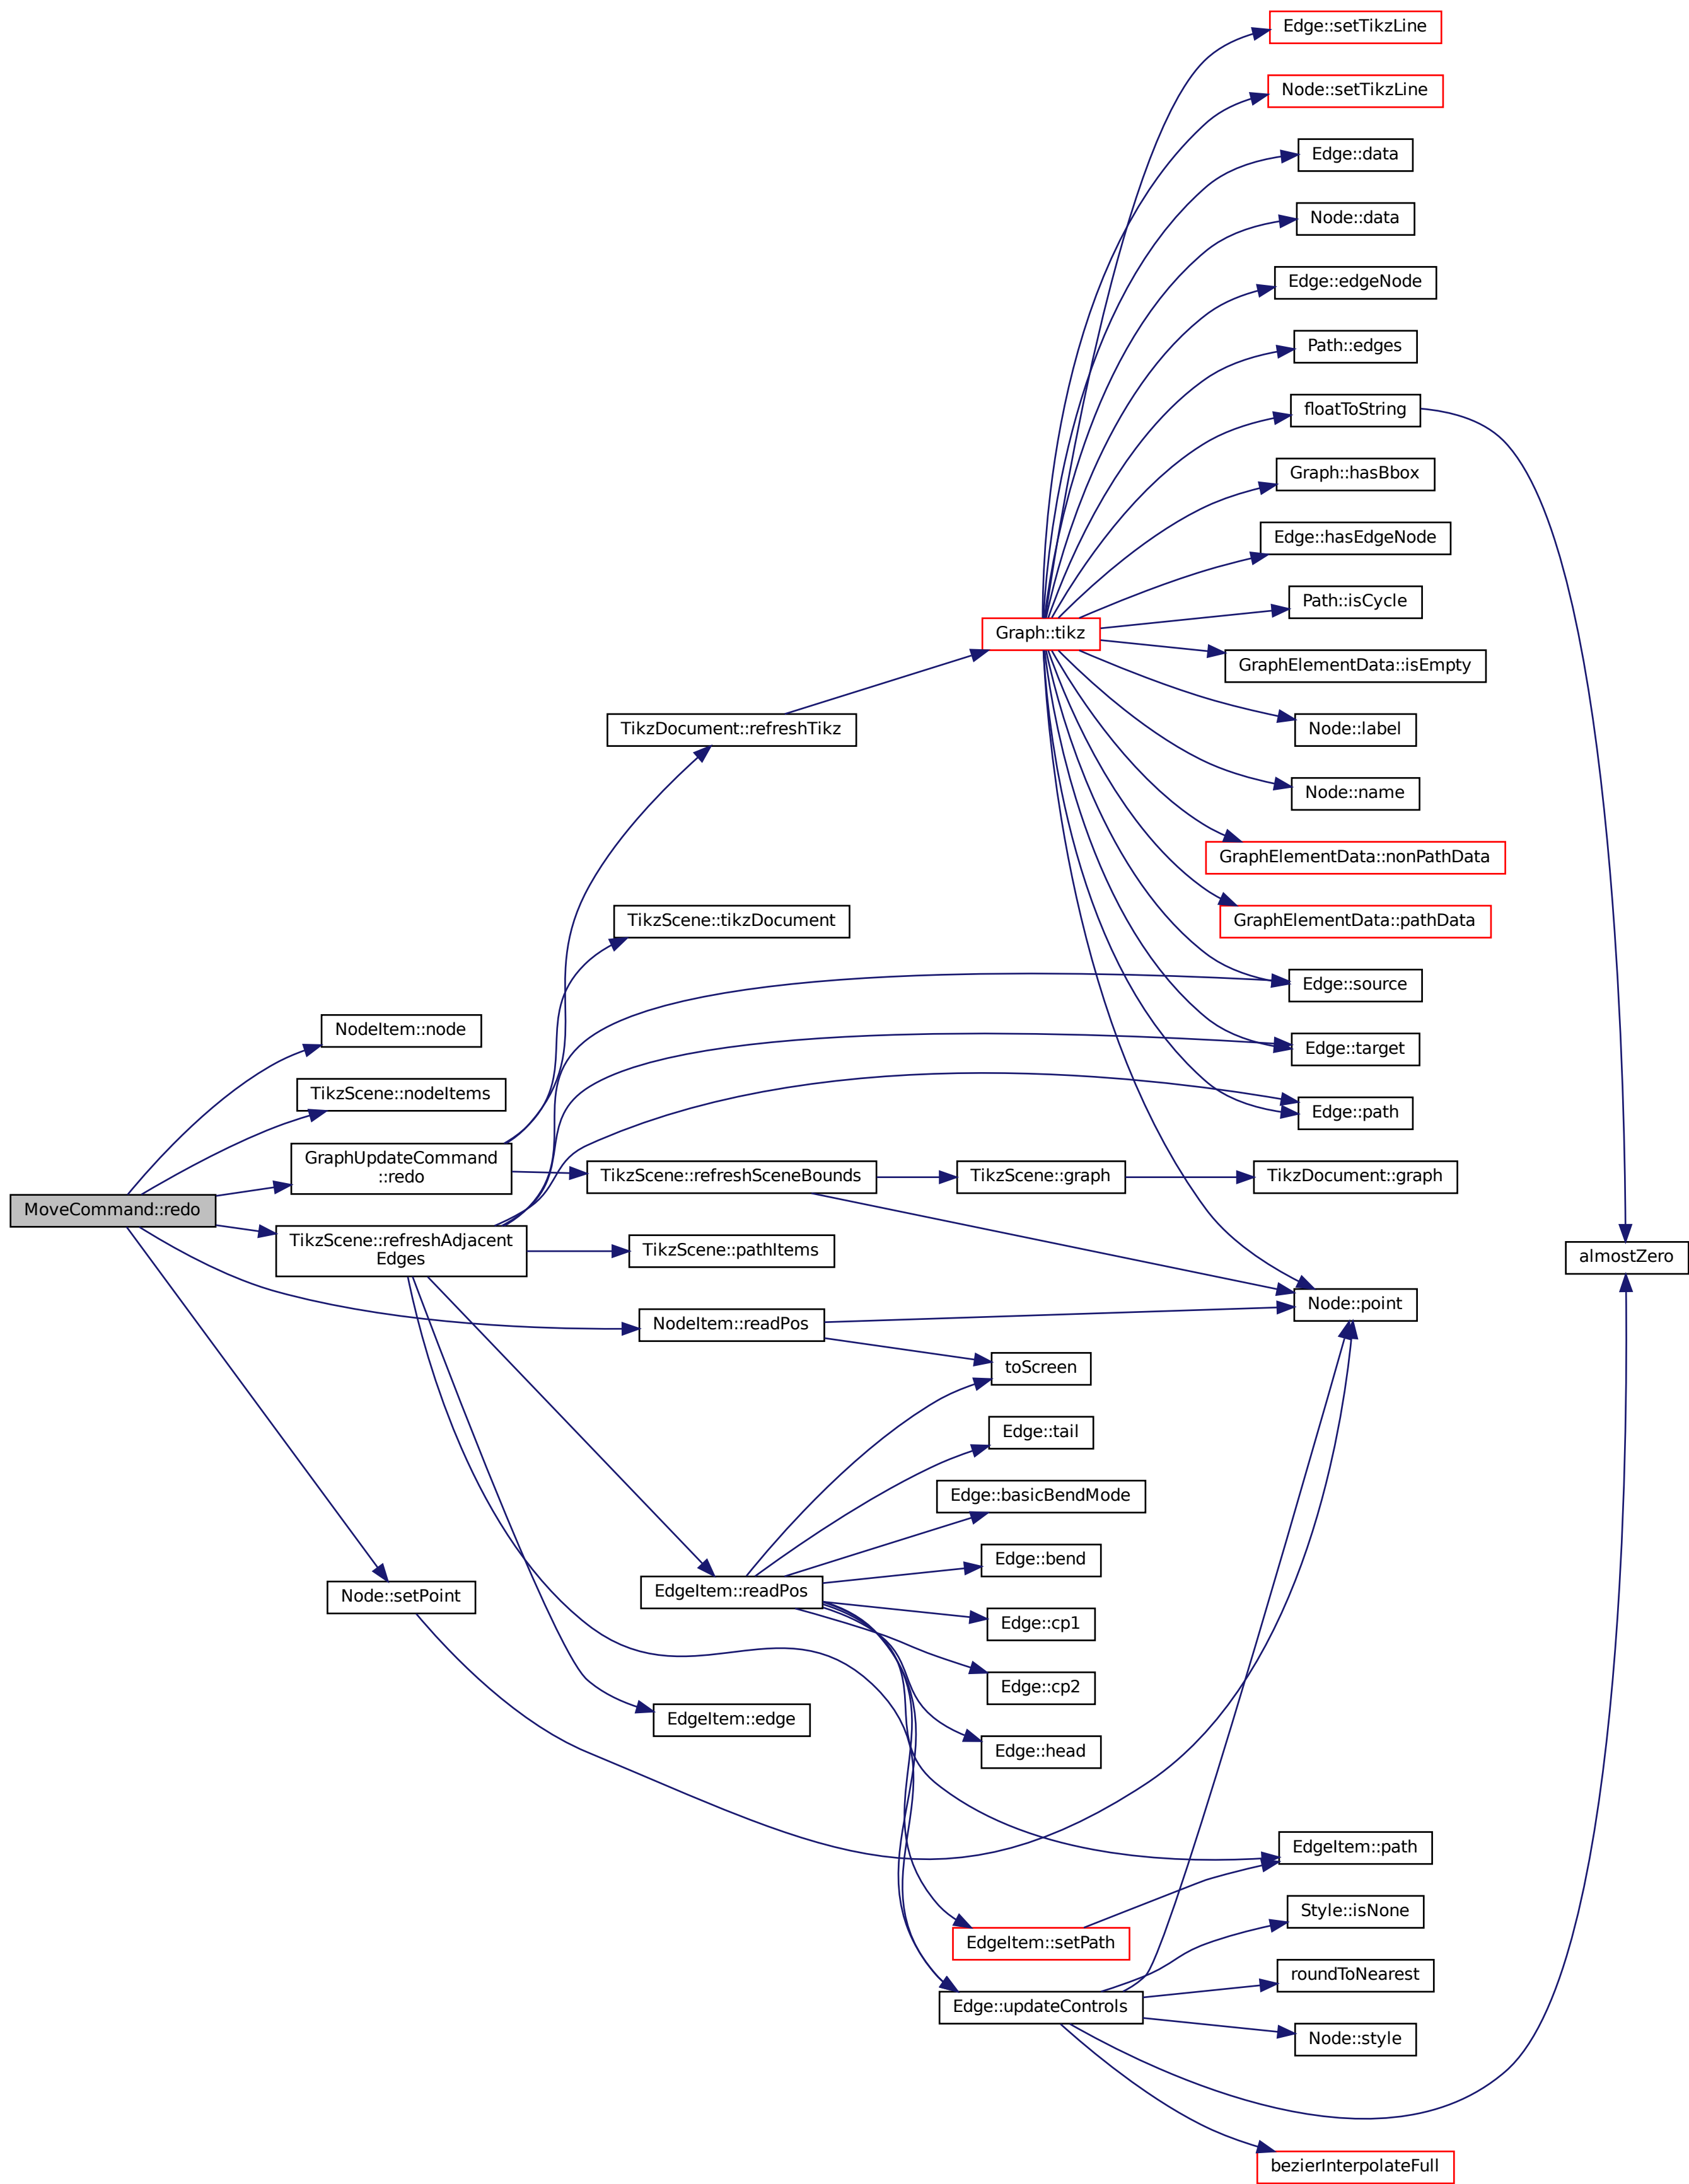 Edge::setTikzLine
Node::setTikzLine
Edge::data
Node::data
Edge::edgeNode
Path::edges
floatToString
Graph::hasBbox
Edge::hasEdgeNode
Path::isCycle
Graph::tikz
GraphElementData::isEmpty
TikzDocument::refreshTikz
Node::label
Node::name
GraphElementData::nonPathData
TikzScene::tikzDocument
GraphElementData::pathData
Edge::source
NodeItem::node
Edge::target
TikzScene::nodeItems
Edge::path
GraphUpdateCommand
::redo
TikzScene::refreshSceneBounds
TikzScene::graph
TikzDocument::graph
MoveCommand::redo
TikzScene::refreshAdjacent
Edges
TikzScene::pathItems
almostZero
NodeItem::readPos
Node::point
toScreen
Edge::tail
Edge::basicBendMode
Edge::bend
Node::setPoint
EdgeItem::readPos
Edge::cp1
Edge::cp2
EdgeItem::edge
Edge::head
EdgeItem::path
Style::isNone
EdgeItem::setPath
roundToNearest
Edge::updateControls
Node::style
bezierInterpolateFull